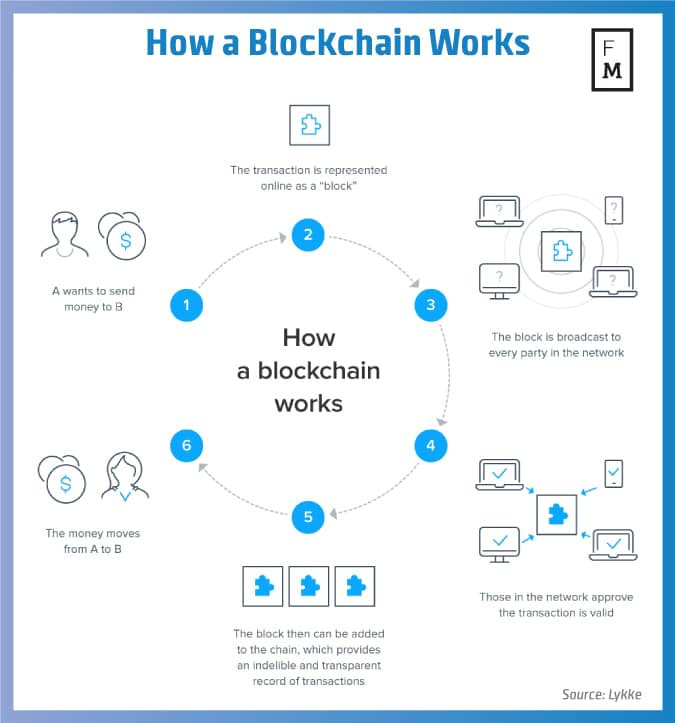 How a Blockchain Works
F
M
The transaction is represented
online as a “block”
$
A wants to send
money to B
1
2
3
?
?
?
?
The block is broadcast to
every party in the network
How
a blockchain
works
4
Those in the network approve
the transaction is valid
5
The block then can be added
to the chain, which provides
an indelible and transparent
record of transactions
6
$
The money moves
from A to B
Source: Lykke